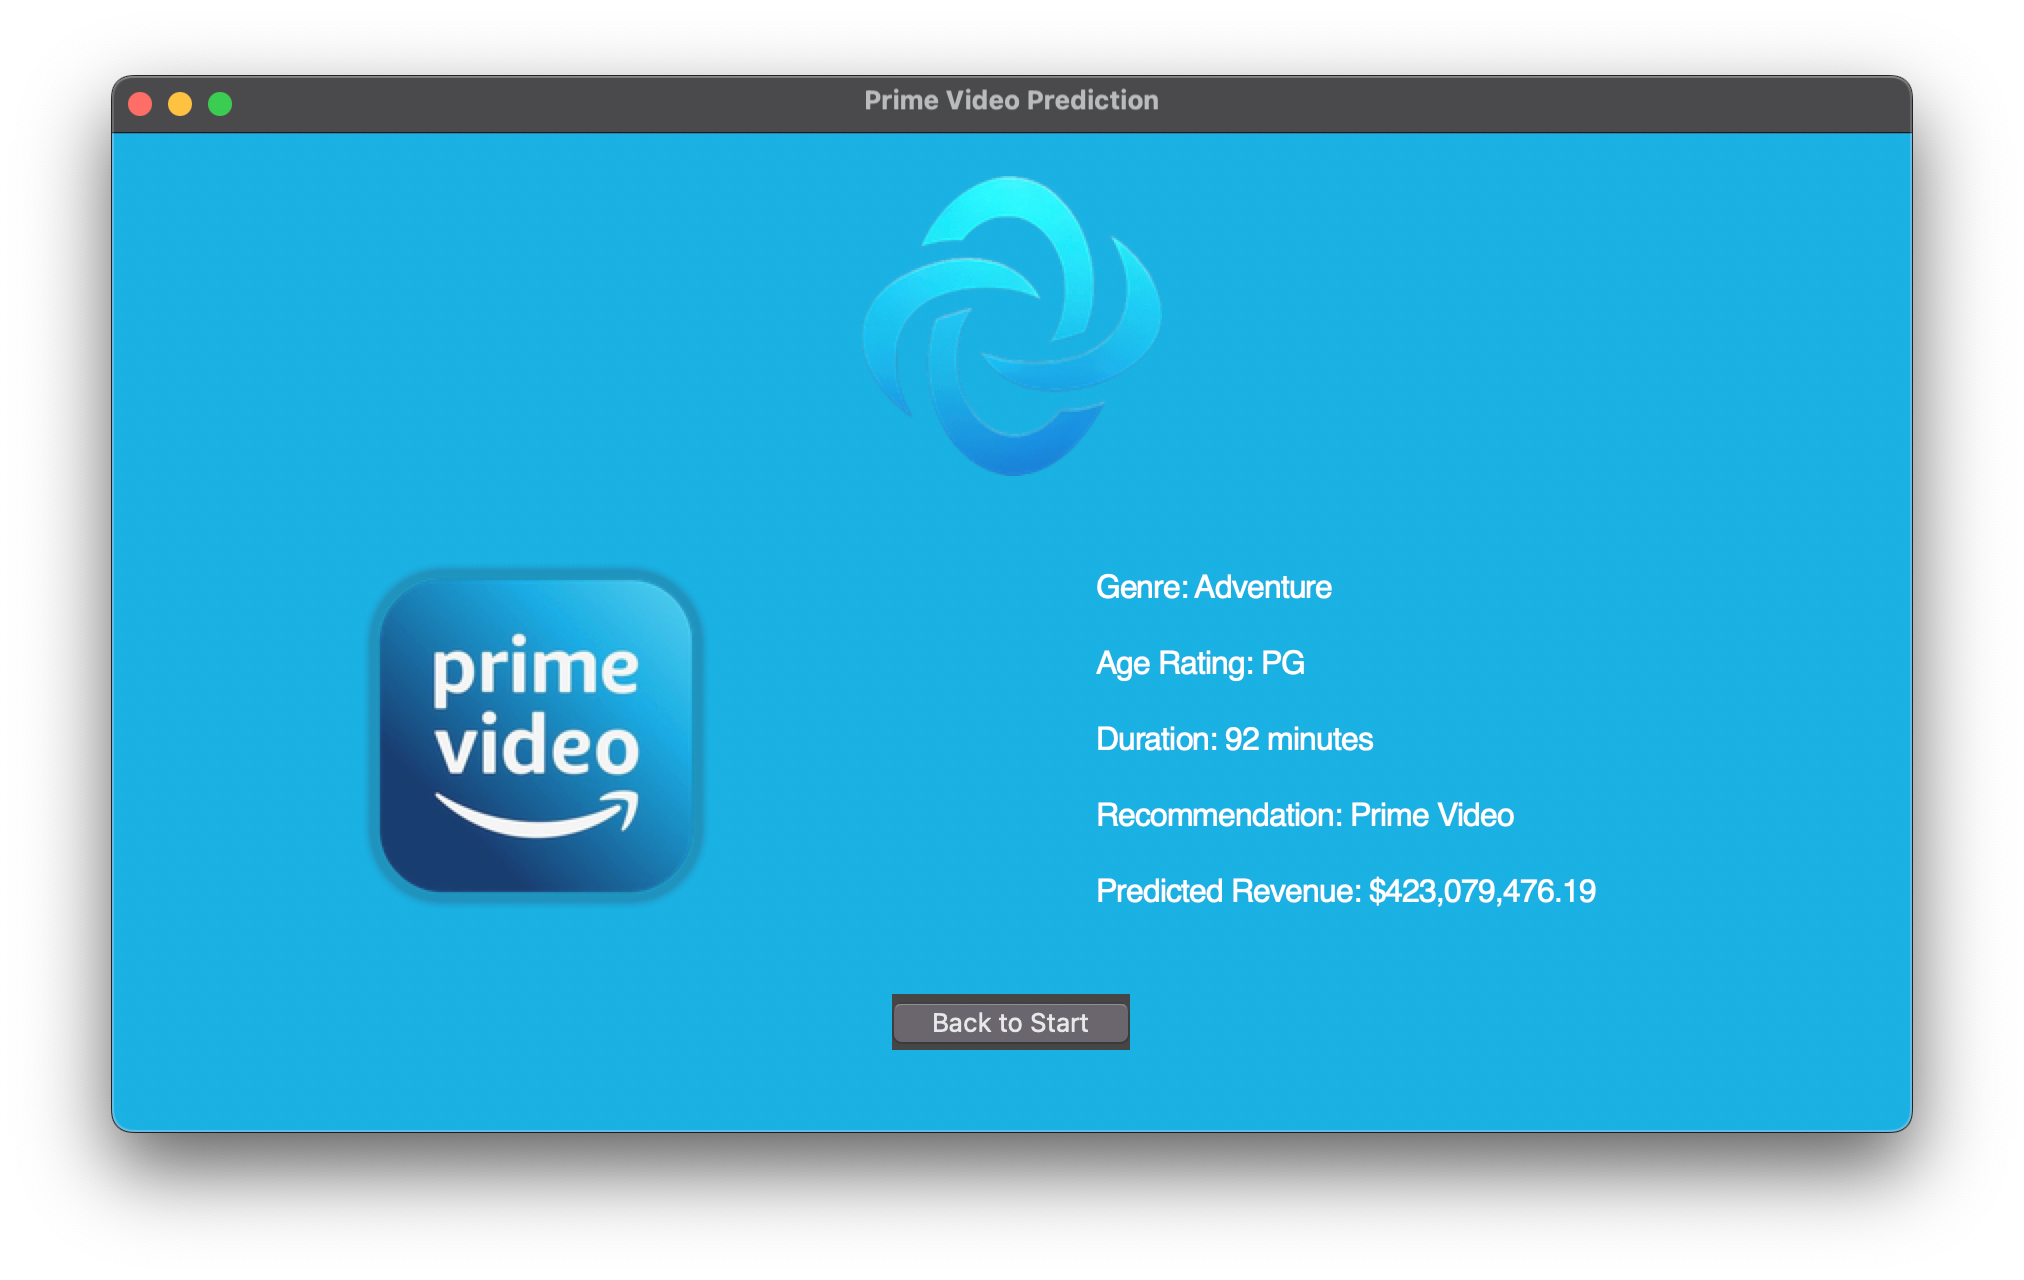 Prime Video Prediction
prime
video
Genre: Adventure
Age Rating: PG
Duration: 92 minutes
Recommendation: Prime Video
Predicted Revenue: $423,079,476.19
Back to Start